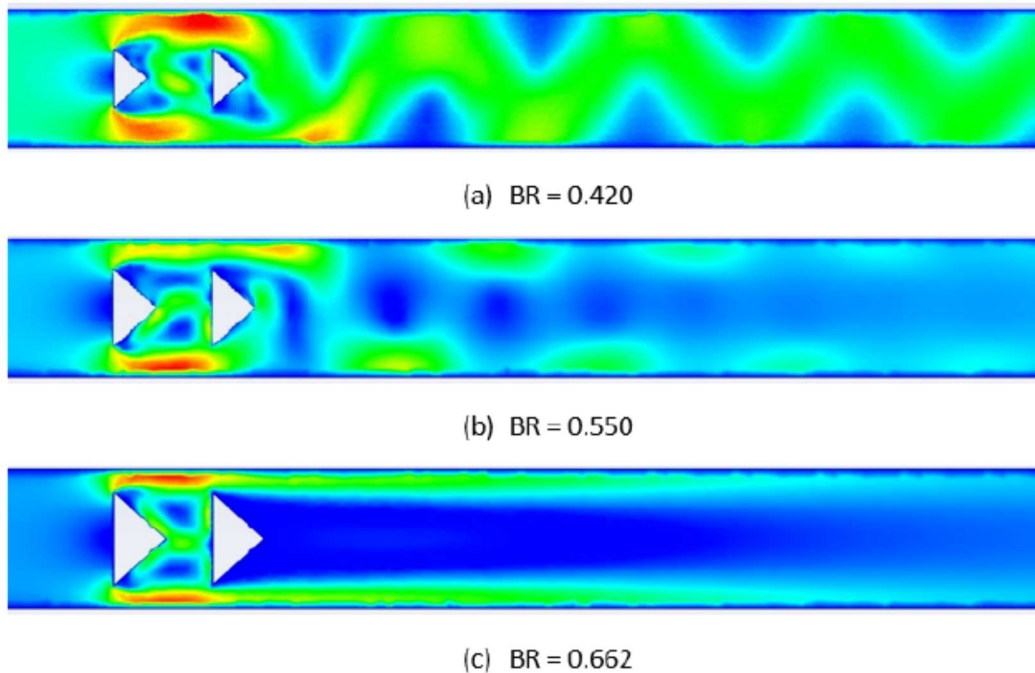 (a) BR = 0.420
(b) BR = 0.550
(c) BR = 0.662